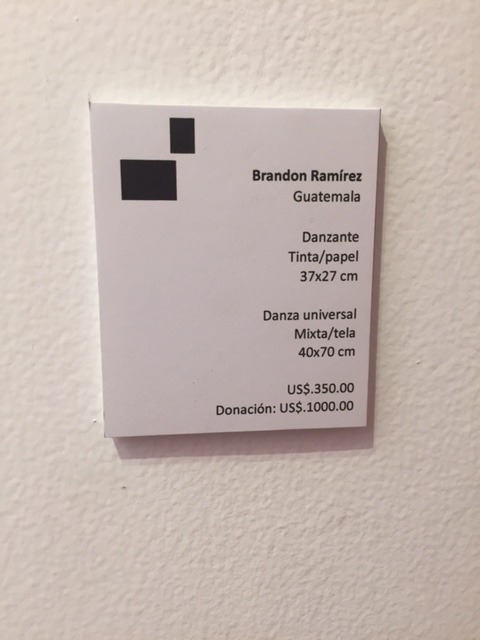 Brandon Ramírez
Guatemala
Danzante
Tinta/papel
37x27 cm
Danza universal
Mixta/tela
40x70 cm
US$.350.00
Donación: US$.1000.00